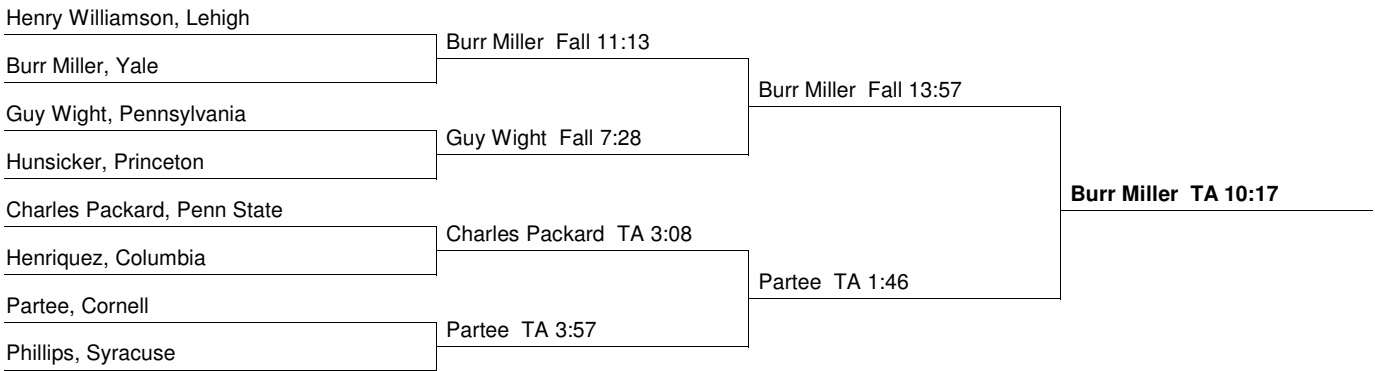 Henry Williamson, Lehigh
Burr Miller, Yale
Guy Wight, Pennsylvania
Hunsicker, Princeton
Charles Packard, Penn State
Henriquez, Columbia
Partee, Cornell
Phillips, Syracuse
Burr Miller  Fall 11:13
Guy Wight  Fall 7:28
Charles Packard  TA 3:08
Partee  TA 3:57
Burr Miller  Fall 13:57
Partee  TA 1:46
Burr Miller  TA 10:17